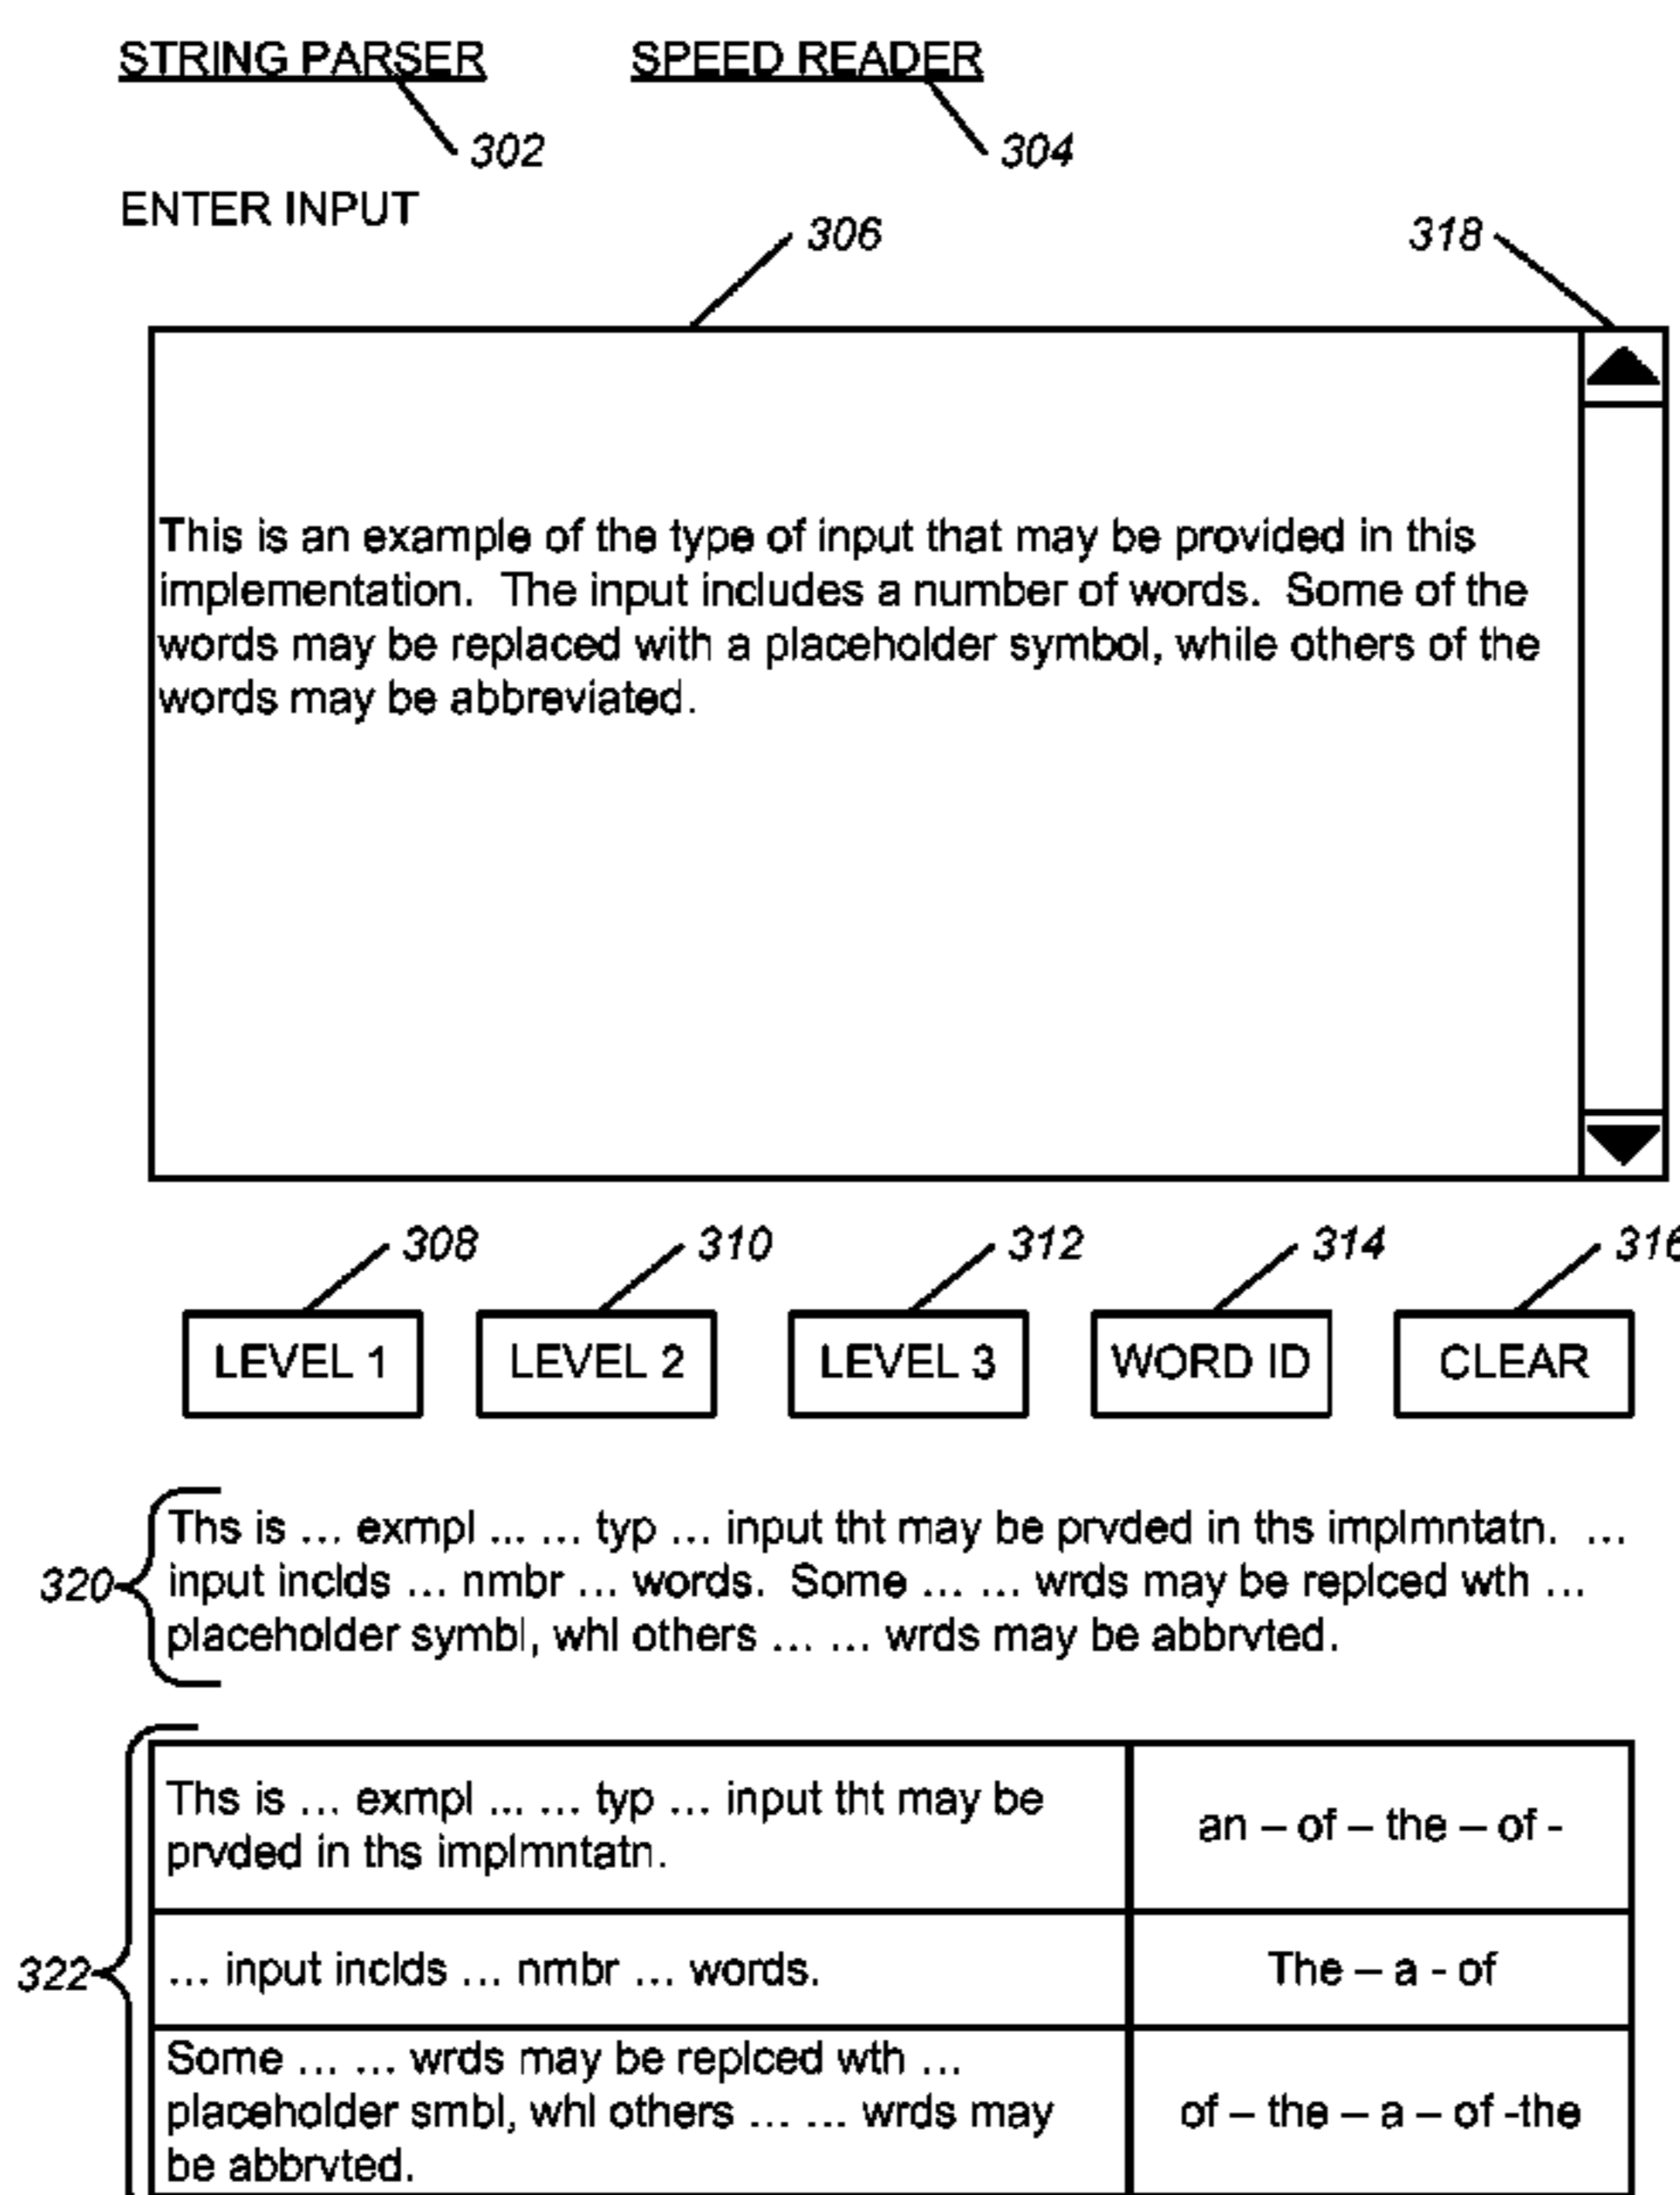 STRING PARSER SPEED READER
302 304
ENTER INPUT
306 318
This is an example of the type of input that may be provided in this
implementation. The input includes a number of words. Some of the
words may be replaced with a placeholder symbol, while others of the
words may be abbreviated.
308 310 312 314 316
LEVEL 1 LEVEL 2 LEVEL 3 WORD ID CLEAR
320
Ths is ... exmpl ... ... typ ... input tht may be prvded in ths implmntatn. ...
input inclds ... nmbr ... words. Some ... ... wrds may be replced wth ...
placeholder symbl, whl others ... ... wrds may be abbrvted.
322
Ths is ... exmpl ... ... typ ... input tht may be
prvded in ths implmntatn.
an – of – the – of -
... input inclds ... nmbr ... words.
The – a - of
Some ... ... wrds may be replced wth ...
placeholder smbl, whl others ... ... wrds may
be abbrvted.
of – the – a – of -the